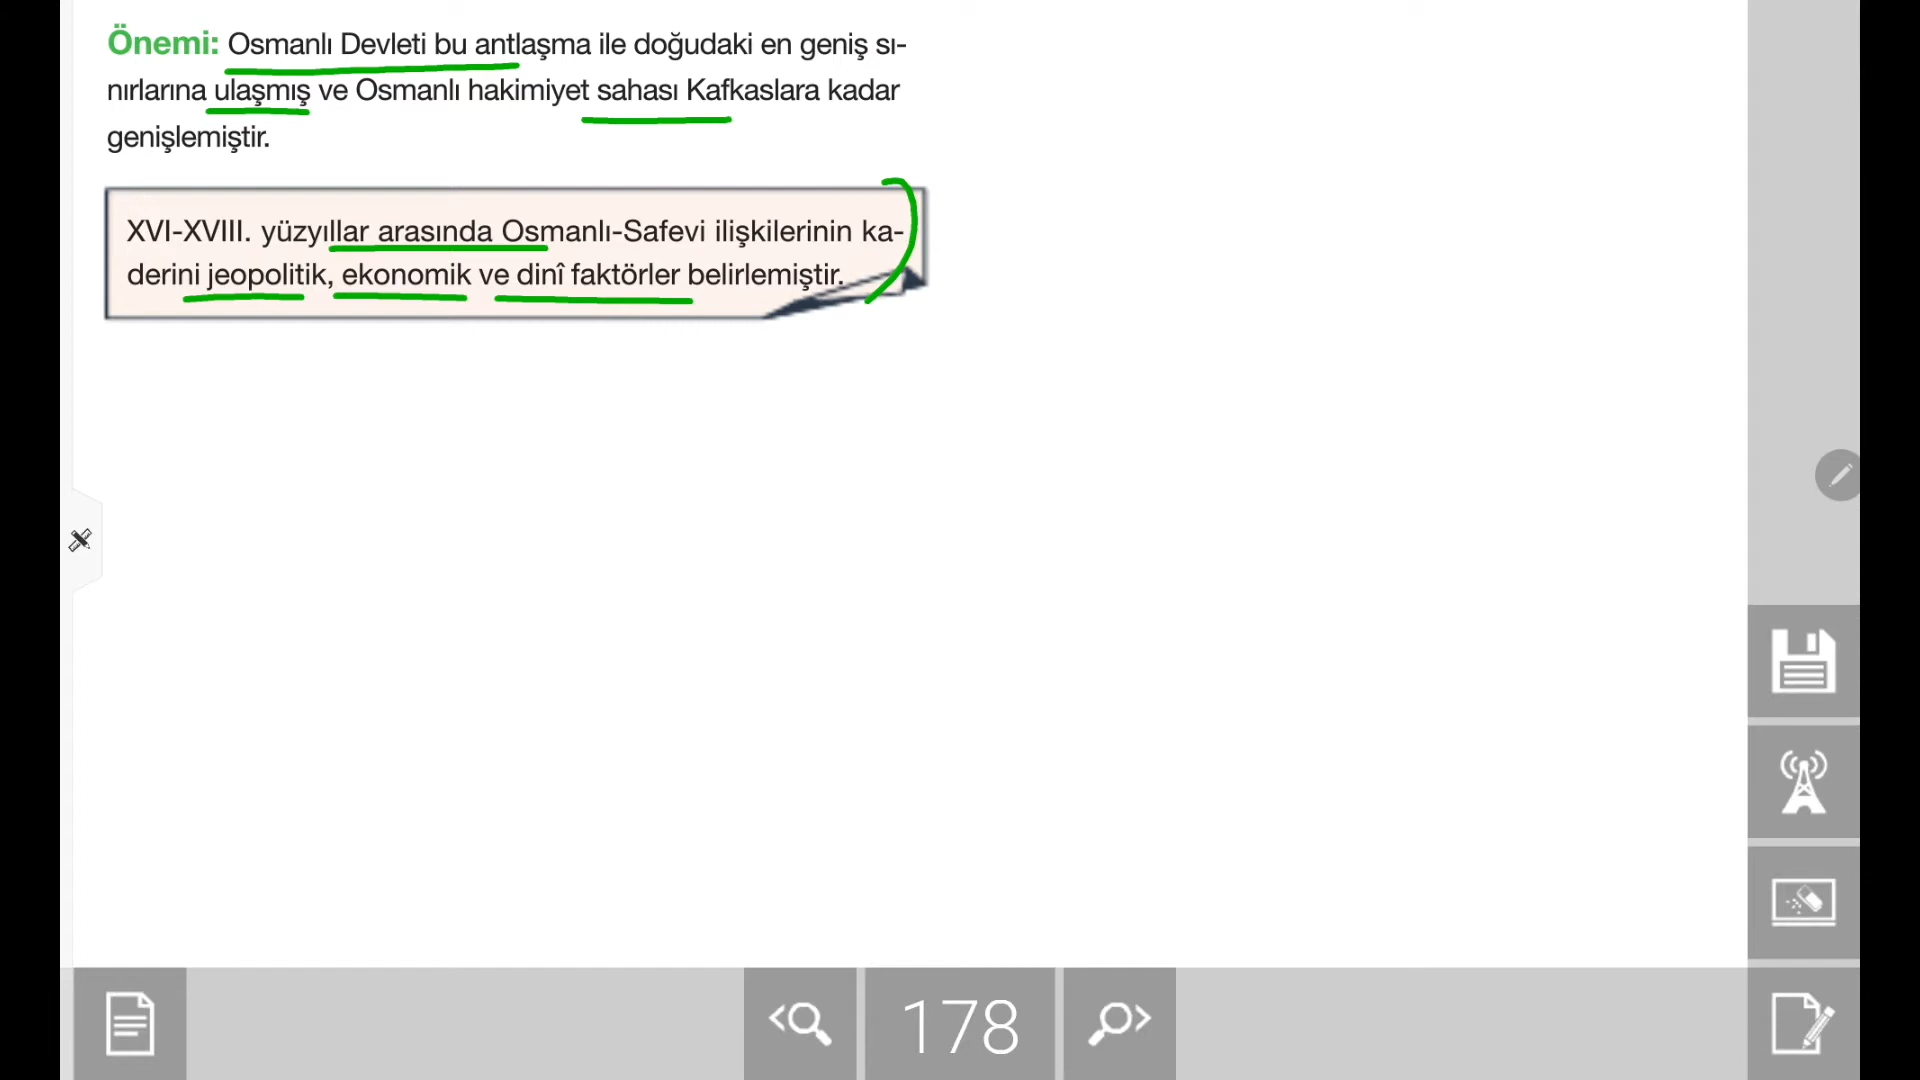 Önemi: Osmanlı Devleti bu antlaşma ile doğudaki en geniş sı-
nırlarına ulaşmış ve Osmanlı hakimiyet sahası Kafkaslara kadar
genişlemiştir.
XVI-XVIII. yüzyıllar arasında Osmanlı-Safevi ilişkilerinin ka-
derini jeopolitik, ekonomik ve dinî faktörler belirlemiştir.
178